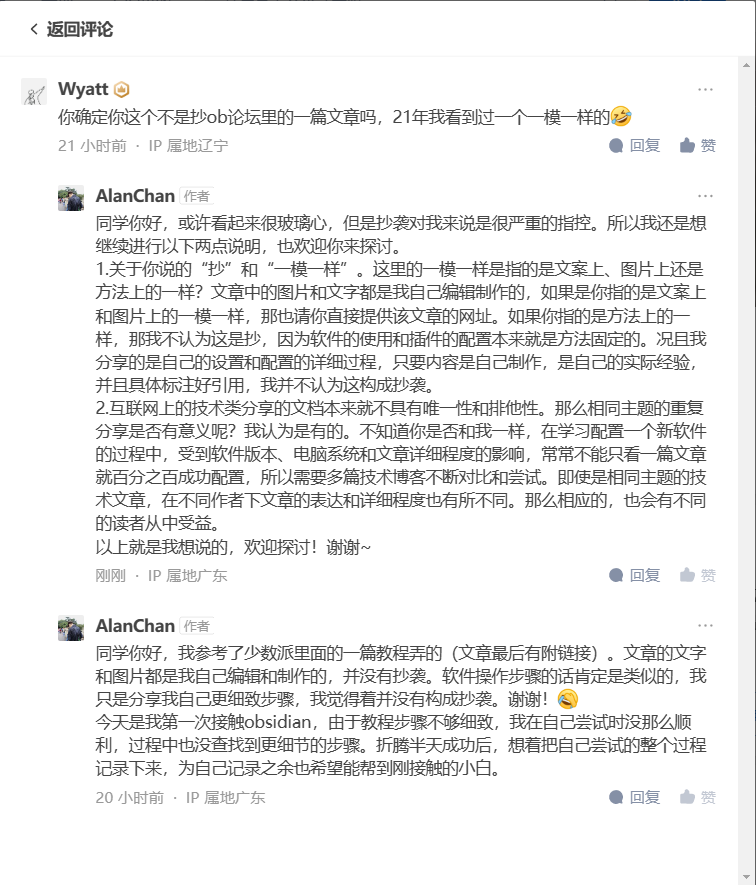 返回评论
Wyatt
你确定你这个不是抄ob论坛里的一篇文章吗，21年我看到过一个一模一样的🤣
21 小时前 · IP 属地辽宁
回复 赞
AlanChan 作者
同学你好，或许看起来很玻璃心，但是抄袭对我来说是很严重的指控。所以我还是想
继续进行以下两点说明，也欢迎你来探讨。
1.关于你说的“抄”和“一模一样”。这里的一模一样是指的是文案上、图片上还是
方法上的一样？文章中的图片和文字都是我自己编辑制作的，如果是你指的是文案上
和图片上的一模一样，那也请你直接提供该文章的网址。如果你指的是方法上的一
样，那我不认为这是抄，因为软件的使用和插件的配置本来就是方法固定的。况且我
分享的是自己的设置和配置的详细过程，只要内容是自己制作，是自己的实际经验，
并且具体标注好引用，我并不认为这构成抄袭。
2.互联网上的技术类分享的文档本来就不具有唯一性和排他性。那么相同主题的重复
分享是否有意义呢？我认为是有的。不知道你是否和我一样，在学习配置一个新软件
的过程中，受到软件版本、电脑系统和文章详细程度的影响，常常不能只看一篇文章
就百分之百成功配置，所以需要多篇技术博客不断对比和尝试。即使是相同主题的技
术文章，在不同作者下文章的表达和详细程度也有所不同。那么相应的，也会有不同
的读者从中受益。
以上就是我想说的，欢迎探讨！谢谢~
刚刚 · IP 属地广东
回复 赞
AlanChan 作者
同学你好，我参考了少数派里面的一篇教程弄的（文章最后有附链接）。文章的文字
和图片都是我自己编辑和制作的，并没有抄袭。软件操作步骤的话肯定是类似的，我
只是分享我自己更细致步骤，我觉得着并没有构成抄袭。谢谢！🤣
今天是我第一次接触obsidian，由于教程步骤不够细致，我在自己尝试时没那么顺
利，过程中也没查找到更细节的步骤。折腾半天成功后，想着把自己尝试的整个过程
记录下来，为自己记录之余也希望能帮到刚接触的小白。
20 小时前 · IP 属地广东
回复 赞